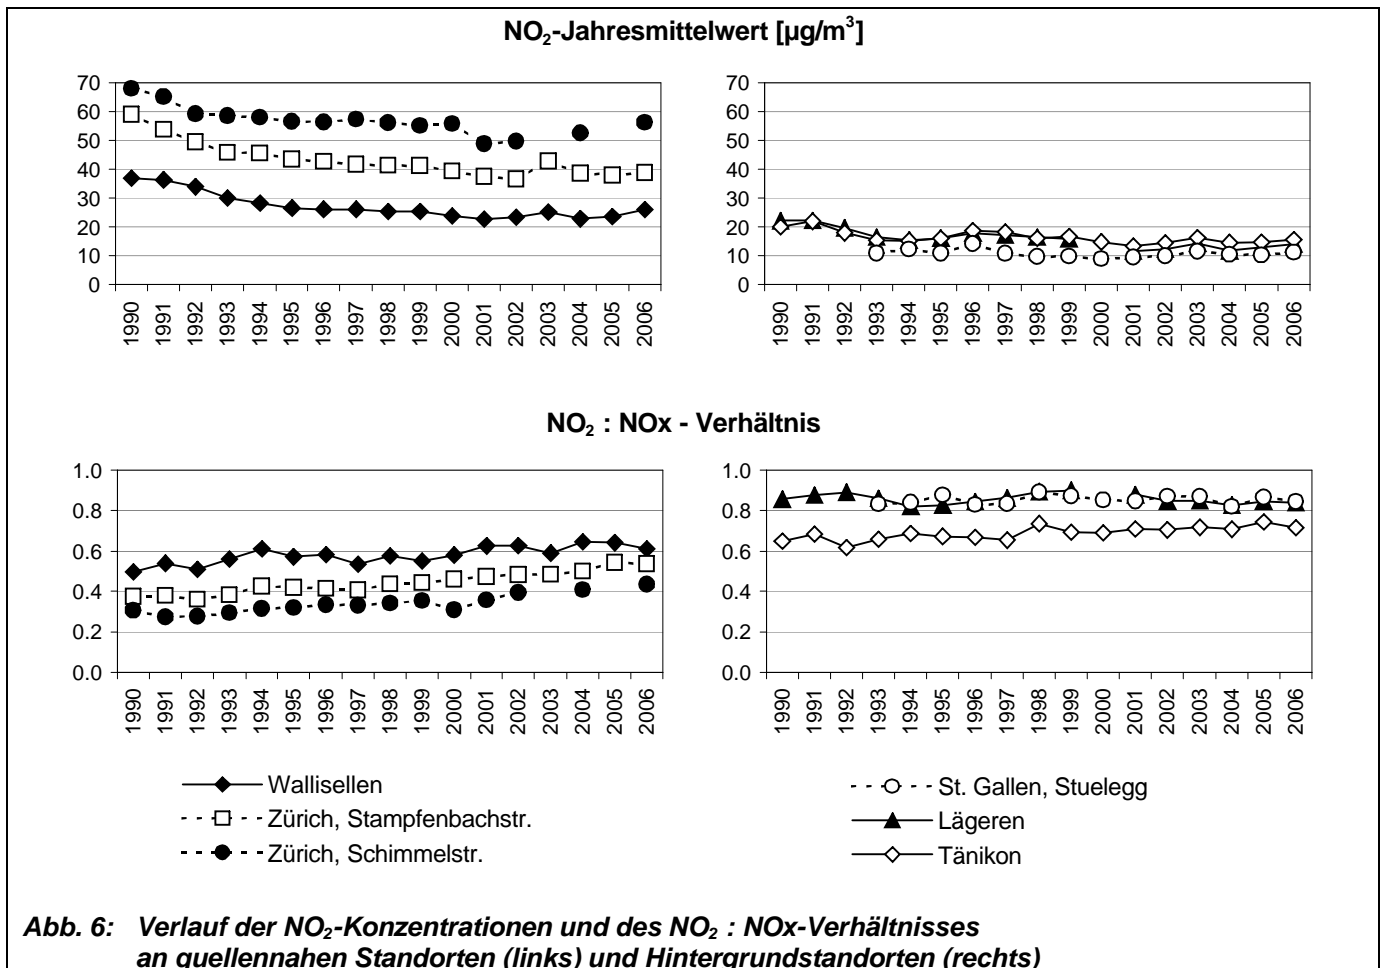 NO₂-Jahresmittelwert [µg/m³]
70
60
50
40
30
20
10
0
1990 1991 1992 1993 1994 1995 1996 1997 1998 1999 2000 2001 2002 2003 2004 2005 2006
70
60
50
40
30
20
10
0
1990 1991 1992 1993 1994 1995 1996 1997 1998 1999 2000 2001 2002 2003 2004 2005 2006
NO₂ : NOx - Verhältnis
1.0
0.8
0.6
0.4
0.2
0.0
1990 1991 1992 1993 1994 1995 1996 1997 1998 1999 2000 2001 2002 2003 2004 2005 2006
1.0
0.8
0.6
0.4
0.2
0.0
1990 1991 1992 1993 1994 1995 1996 1997 1998 1999 2000 2001 2002 2003 2004 2005 2006
Wallisellen
Zürich, Stampfenbachstr.
Zürich, Schimmelstr.
St. Gallen, Stuelegg
Lägeren
Tänikon
Abb. 6: Verlauf der NO₂-Konzentrationen und des NO₂ : NOx-Verhältnisses
an quellennahen Standorten (links) und Hintergrundstandorten (rechts)